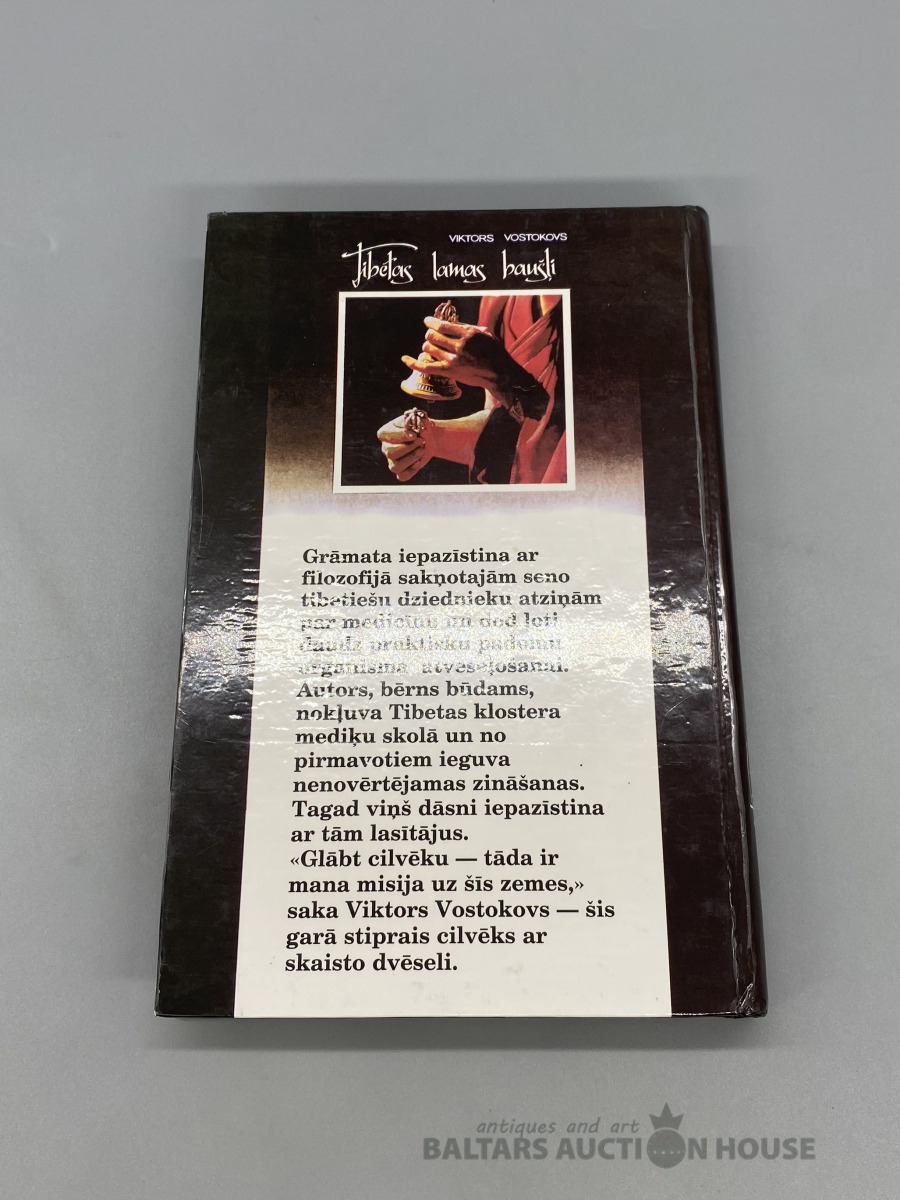 VIKTORS VOSTOKOVS
Tibetas lamas baušļi
Grāmata iepazīstina ar
filozofijā sakņotajām seno
tibetiešu dziednieku atziņām
par medicīnu un dod ļoti
daudz praktisku padomu
organisma atveseļošanai.
Autors, bērns būdams,
nokļuva Tibetas klostera
mediķu skolā un no
pirmavotiem ieguva
nenovērtējamas zināšanas.
Tagad viņš dāsni iepazīstina
ar tām lasītājus.
«Glābt cilvēku — tāda ir
mana misija uz šīs zemes,»
saka Viktors Vostokovs — šis
garā stiprais cilvēks ar
skaisto dvēseli.
antiques and art
BALTARS AUCTION HOUSE